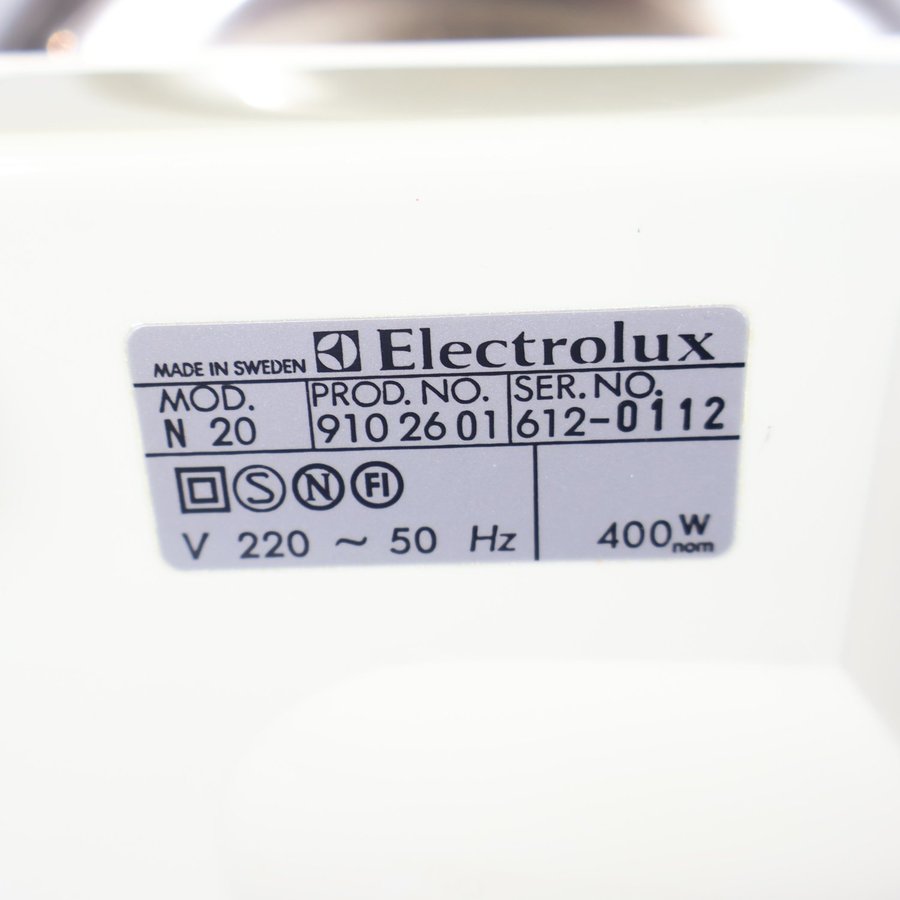 MADE IN SWEDEN Electrolux
MOD. PROD. NO. SER. NO.
N 20 910 26 01 612-0112
S N FI
V 220 ~ 50 Hz 400 W nom